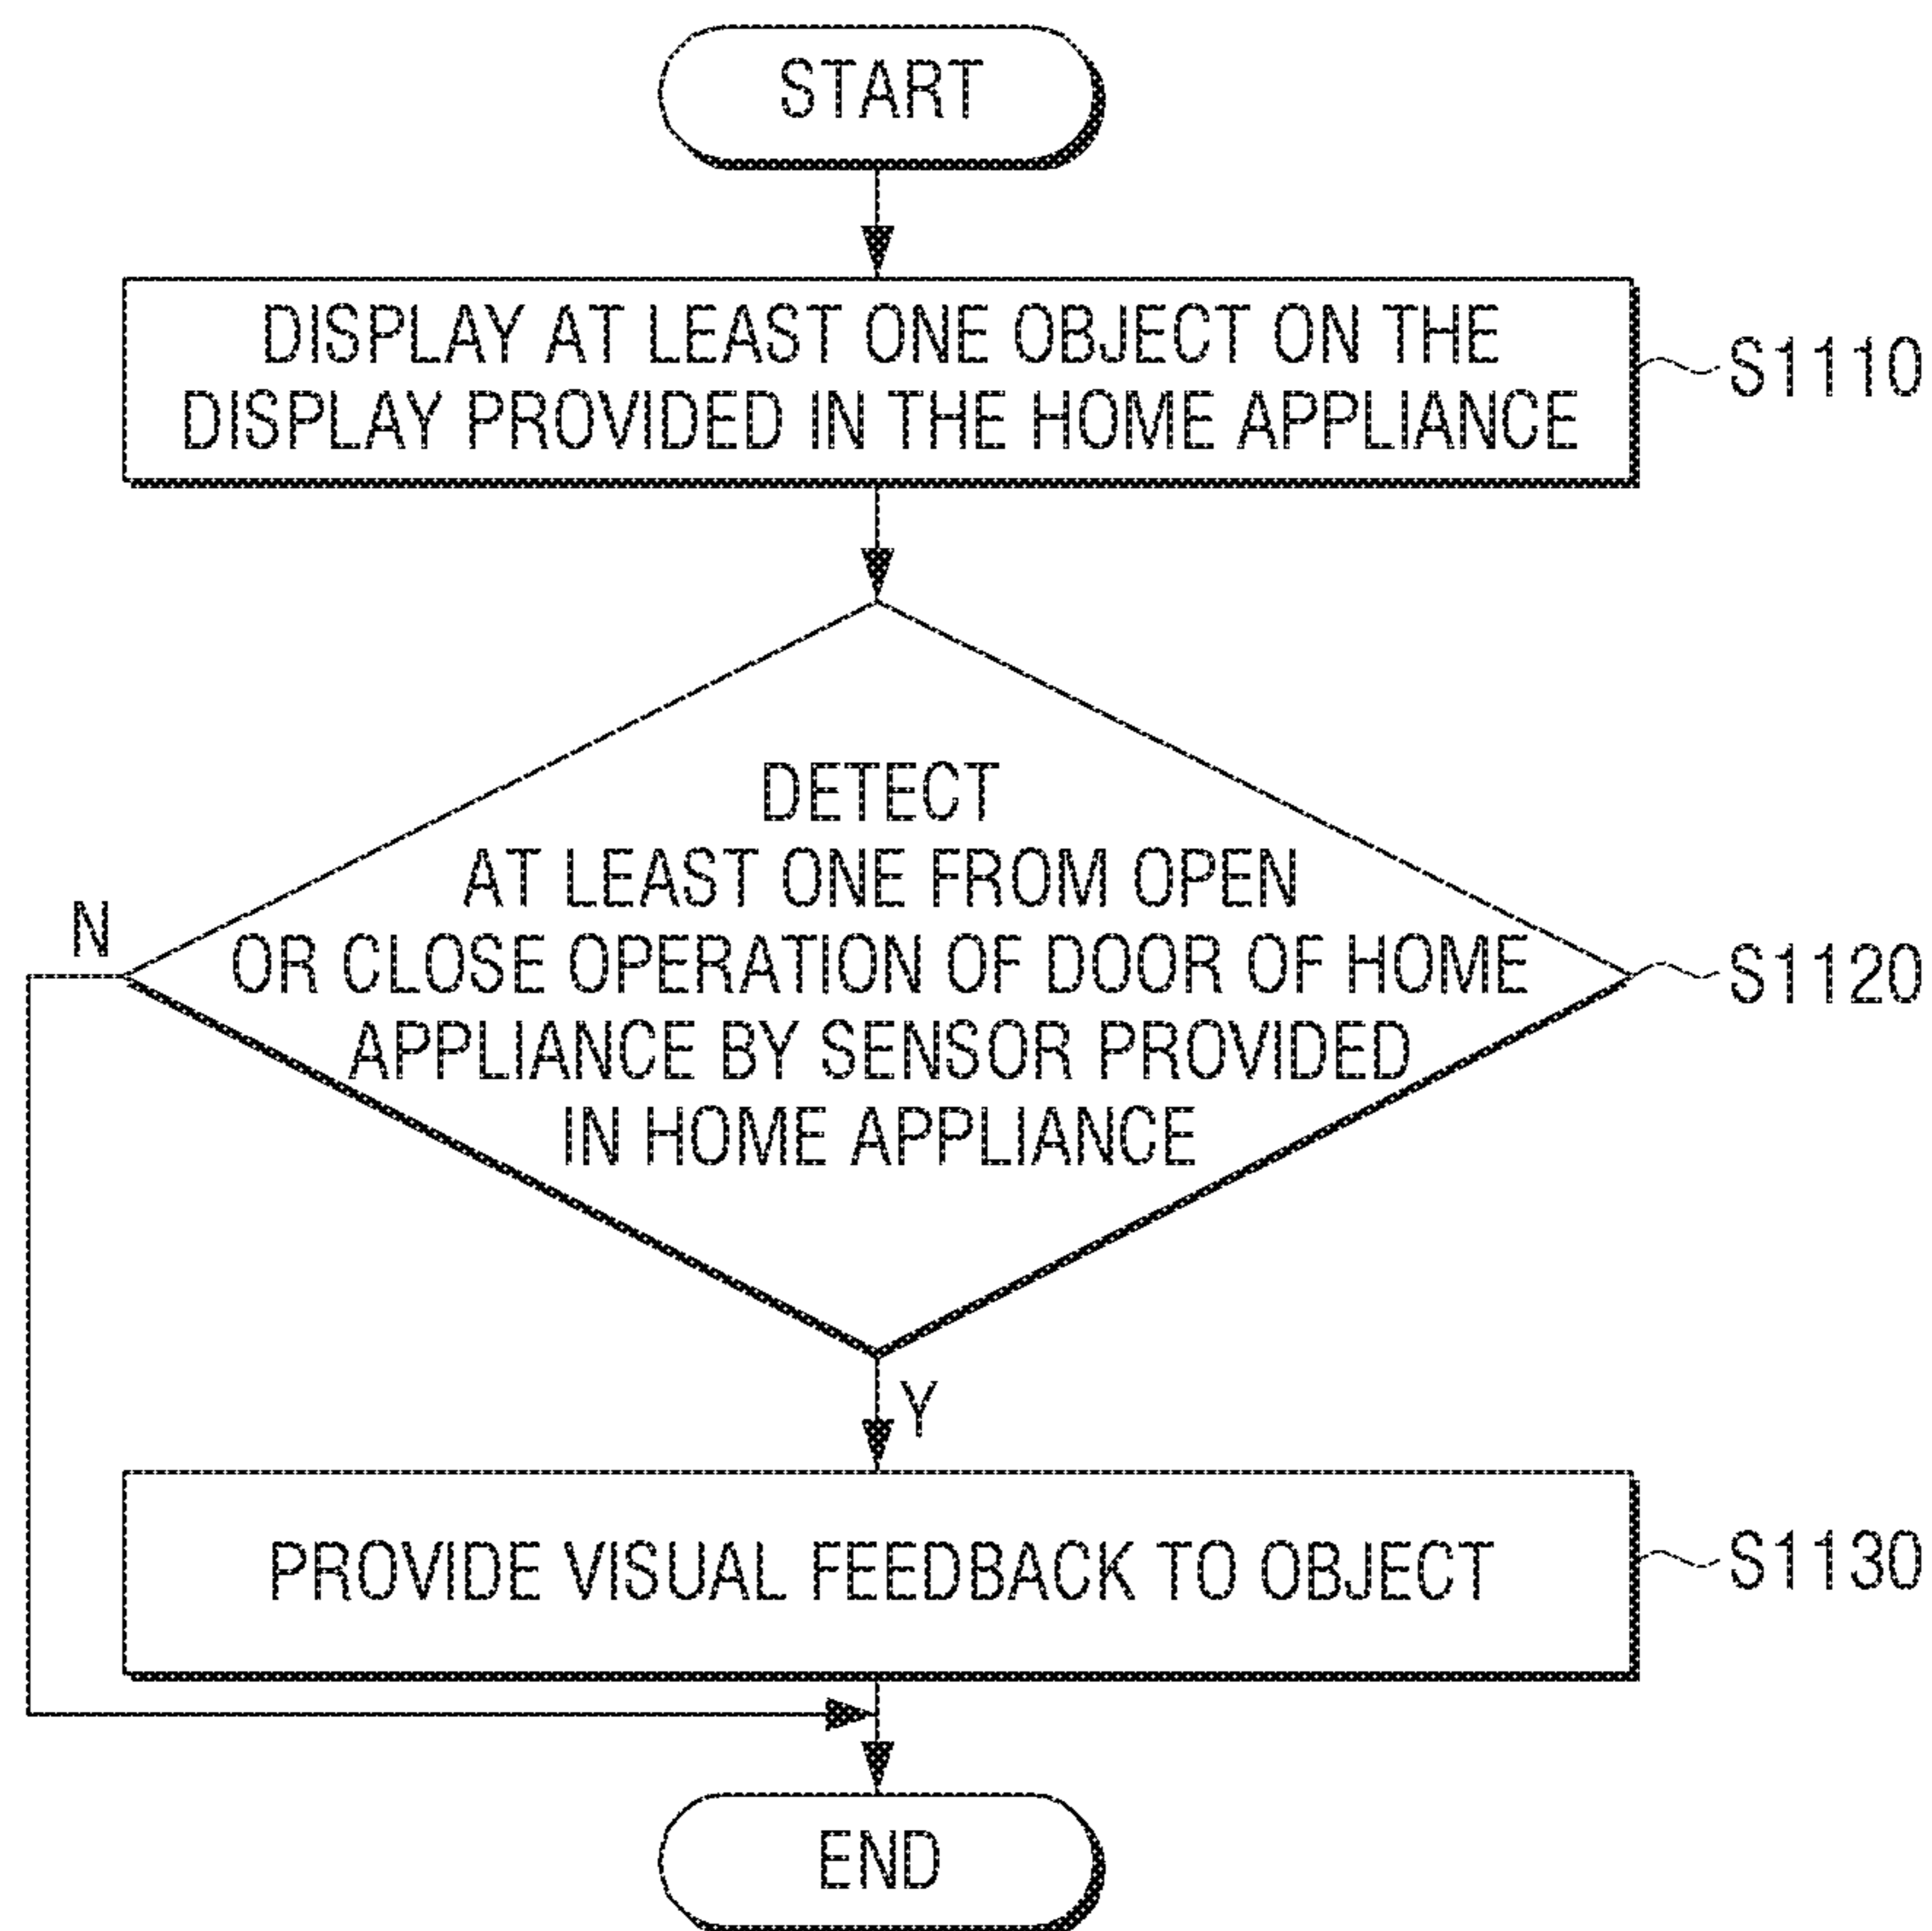 START
DISPLAY AT LEAST ONE OBJECT ON THE
DISPLAY PROVIDED IN THE HOME APPLIANCE
S1110
DETECT
AT LEAST ONE FROM OPEN
OR CLOSE OPERATION OF DOOR OF HOME
APPLIANCE BY SENSOR PROVIDED
IN HOME APPLIANCE
N
S1120
Y
PROVIDE VISUAL FEEDBACK TO OBJECT
S1130
END